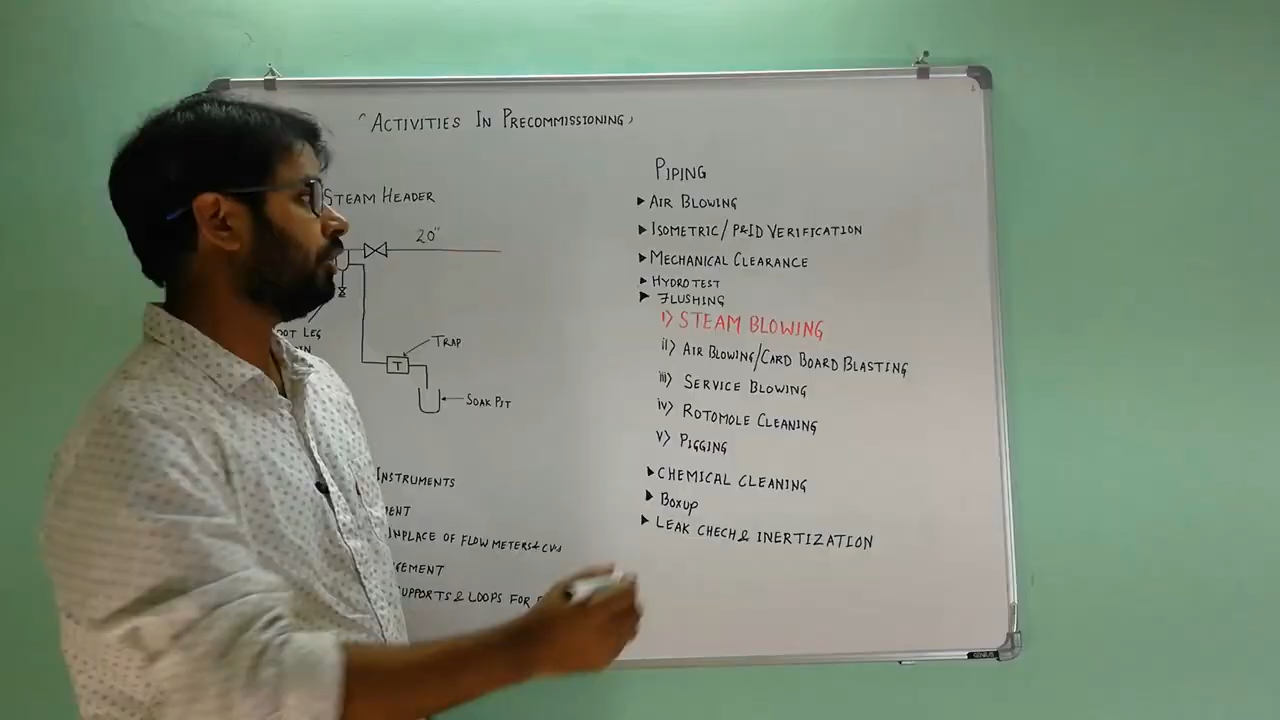 "ACTIVITIES IN PRECOMMISSIONING"
STEAM HEADER
20"
TRAP
T
SOAK PIT
LEG
INSTRUMENTS
INPLACE OF FLOW METERS & CVs
SUPPORTS & LOOPS FOR
PIPING
▶ AIR BLOWING
▶ ISOMETRIC/P&ID VERIFICATION
▶ MECHANICAL CLEARANCE
▶ HYDROTEST
▶ FLUSHING
i) STEAM BLOWING
ii) AIR BLOWING/CARD BOARD BLASTING
iii) SERVICE BLOWING
iv) ROTOMOLE CLEANING
v) PIGGING
▶ CHEMICAL CLEANING
▶ BOXUP
▶ LEAK CHECH & INERTIZATION